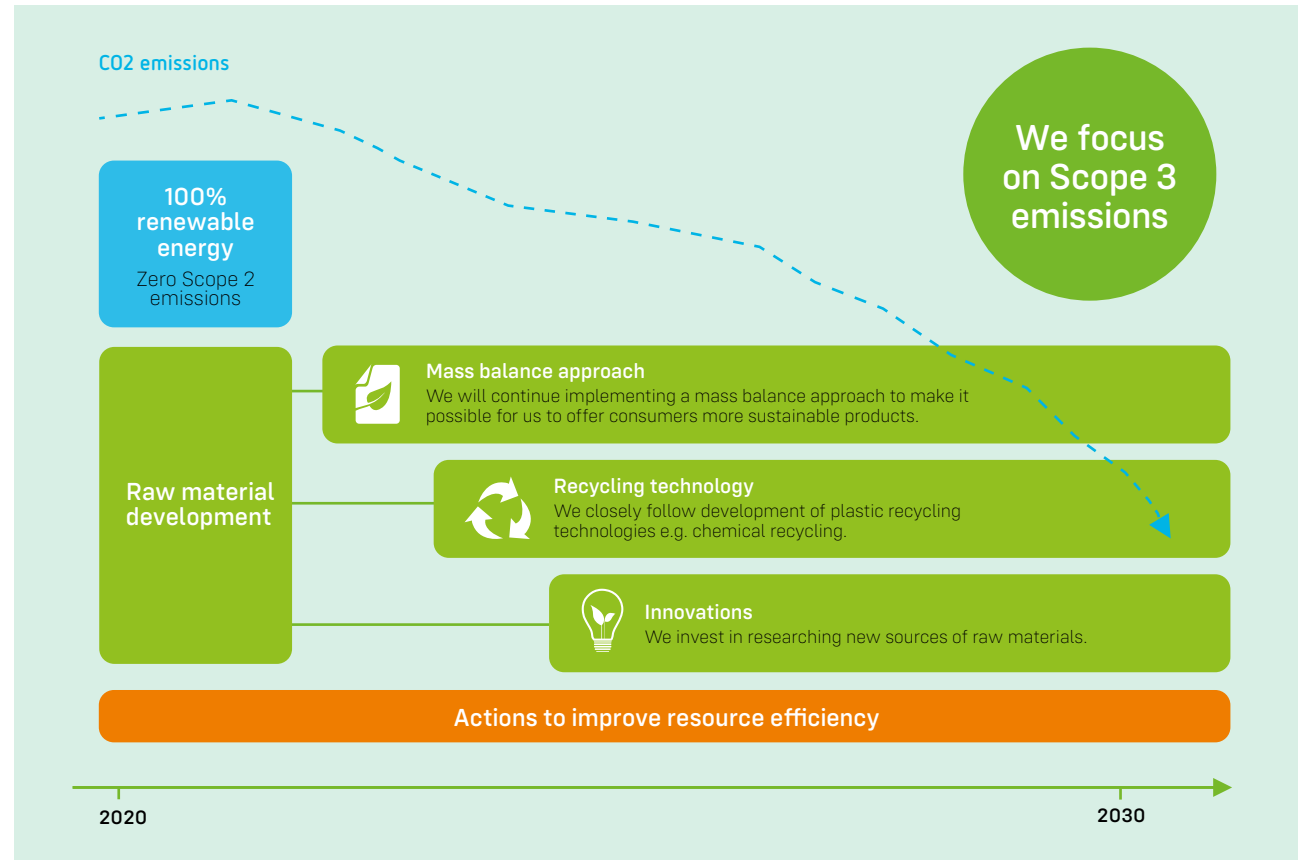 CO2 emissions
We focus
on Scope 3
emissions
100%
renewable
energy
Zero Scope 2
emissions
Raw material
development
Mass balance approach
We will continue implementing a mass balance approach to make it
possible for us to offer consumers more sustainable products.
Recycling technology
We closely follow development of plastic recycling
technologies e.g. chemical recycling.
Innovations
We invest in researching new sources of raw materials.
Actions to improve resource efficiency
2020
2030